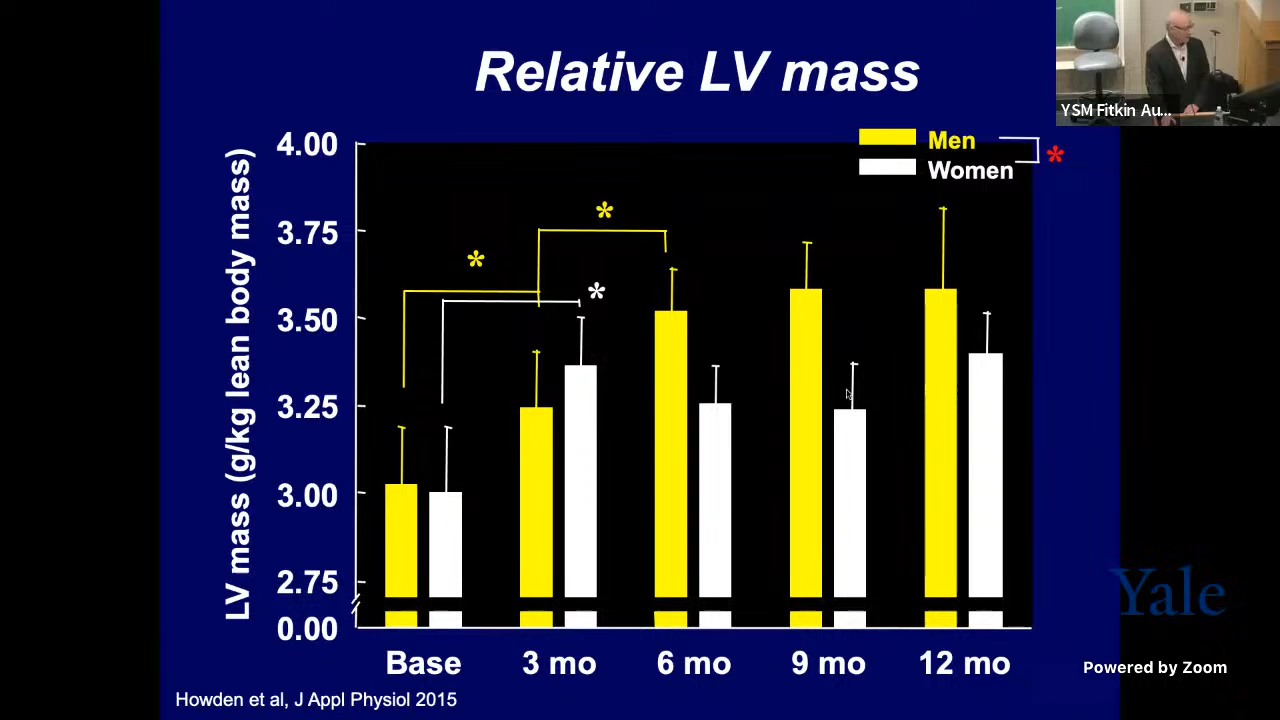 Relative LV mass
YSM Fitkin Au...
Men
*
Women
LV mass (g/kg lean body mass)
4.00
3.75
3.50
3.25
3.00
2.75
0.00
*
*
*
Base 3 mo 6 mo 9 mo 12 mo
Howden et al, J Appl Physiol 2015
Yale
Powered by Zoom